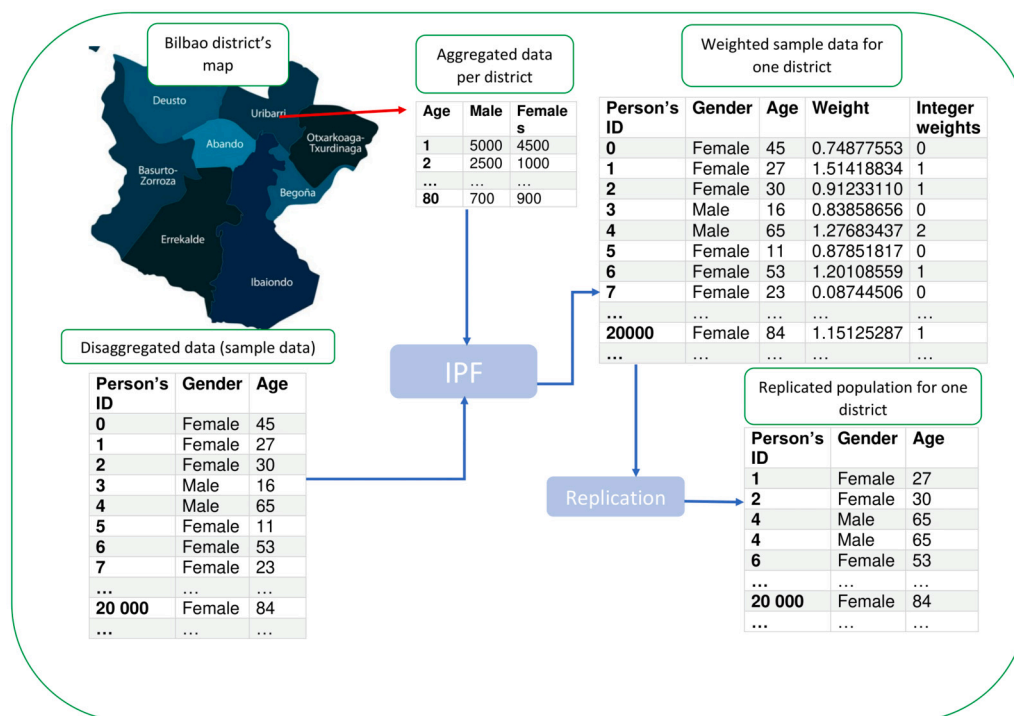 Bilbao district's
map
Deusto
Uribarri
Otxarkoaga-
Txurdinaga
Abando
Basurto-
Zorroza
Begoña
Errekalde
Ibaiondo
Aggregated data
per district
Age Male Female
s
1 5000 4500
2 2500 1000
... ... ...
80 700 900
Weighted sample data for
one district
Person's Gender Age Weight Integer
ID weights
0 Female 45 0.74877553 0
1 Female 27 1.51418834 1
2 Female 30 0.91233110 1
3 Male 16 0.83858656 0
4 Male 65 1.27683437 2
5 Female 11 0.87851817 0
6 Female 53 1.20108559 1
7 Female 23 0.08744506 0
... ... ... ... ...
20000 Female 84 1.15125287 1
... ... ... ... ...
Disaggregated data (sample data)
Person's Gender Age
ID
0 Female 45
1 Female 27
2 Female 30
3 Male 16
4 Male 65
5 Female 11
6 Female 53
7 Female 23
... ... ...
20 000 Female 84
... ... ...
IPF
Replication
Replicated population for one
district
Person's Gender Age
ID
1 Female 27
2 Female 30
4 Male 65
4 Male 65
6 Female 53
... ... ...
20 000 Female 84
... ... ...